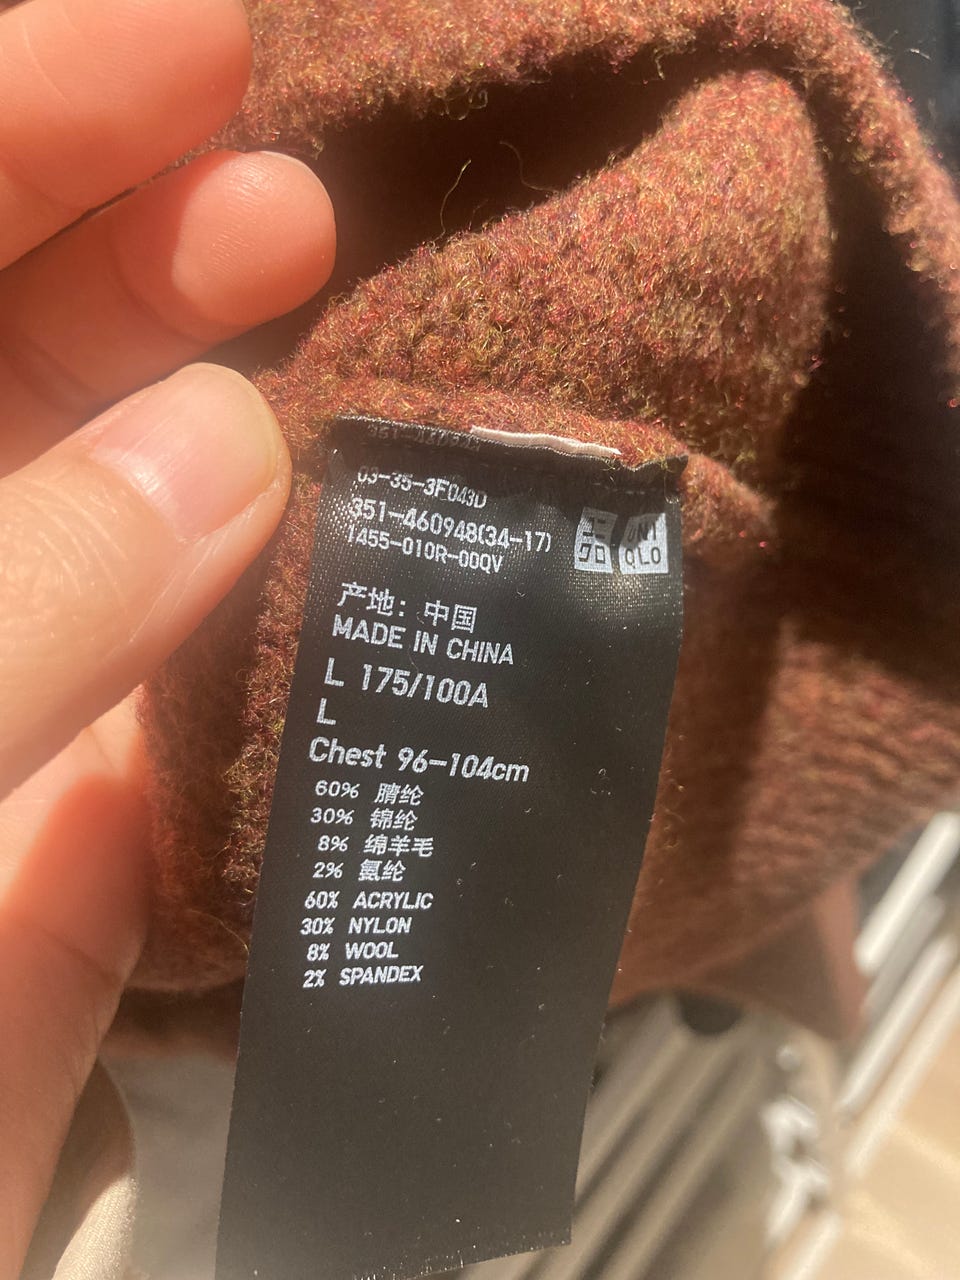 03-35-3F043D
351-460948(34-17)
1455-010R-00QV
UNI
QLO
产地：中国
MADE IN CHINA
L 175/100A
L
Chest 96-104cm
60% 腈纶
30% 锦纶
8% 绵羊毛
2% 氨纶
60% ACRYLIC
30% NYLON
8% WOOL
2% SPANDEX